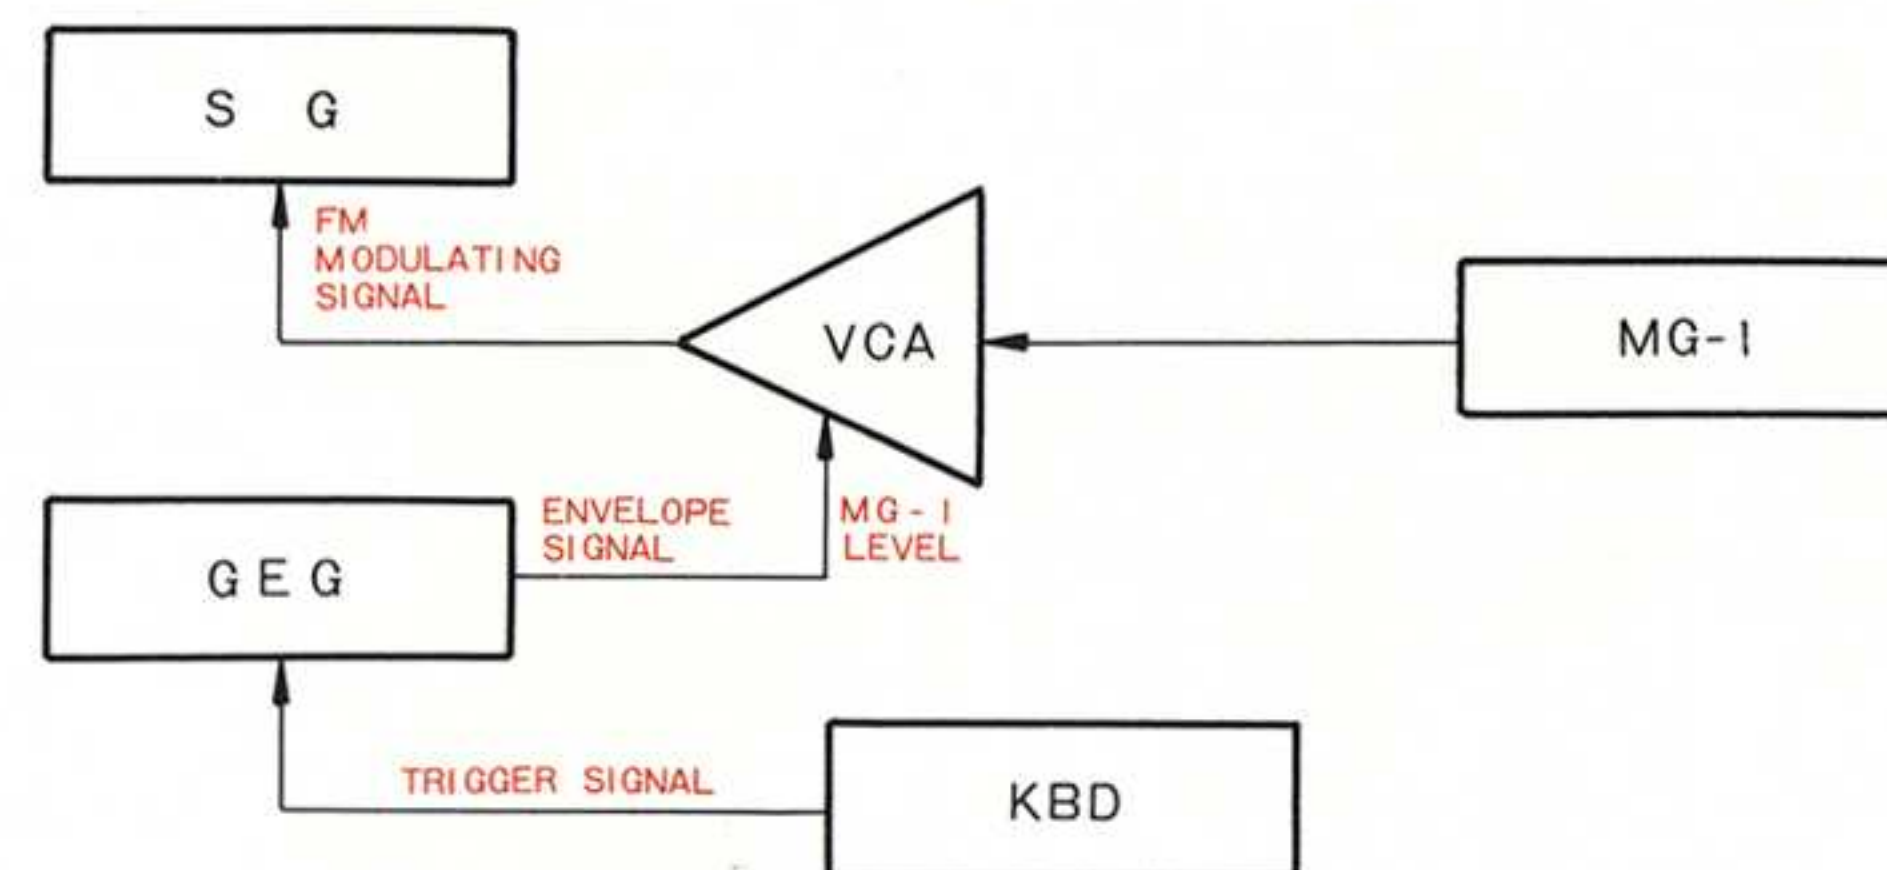 S G
FM
MODULATING
SIGNAL
VCA
MG-1
ENVELOPE
SIGNAL
MG-1
LEVEL
GEG
TRIGGER SIGNAL
KBD